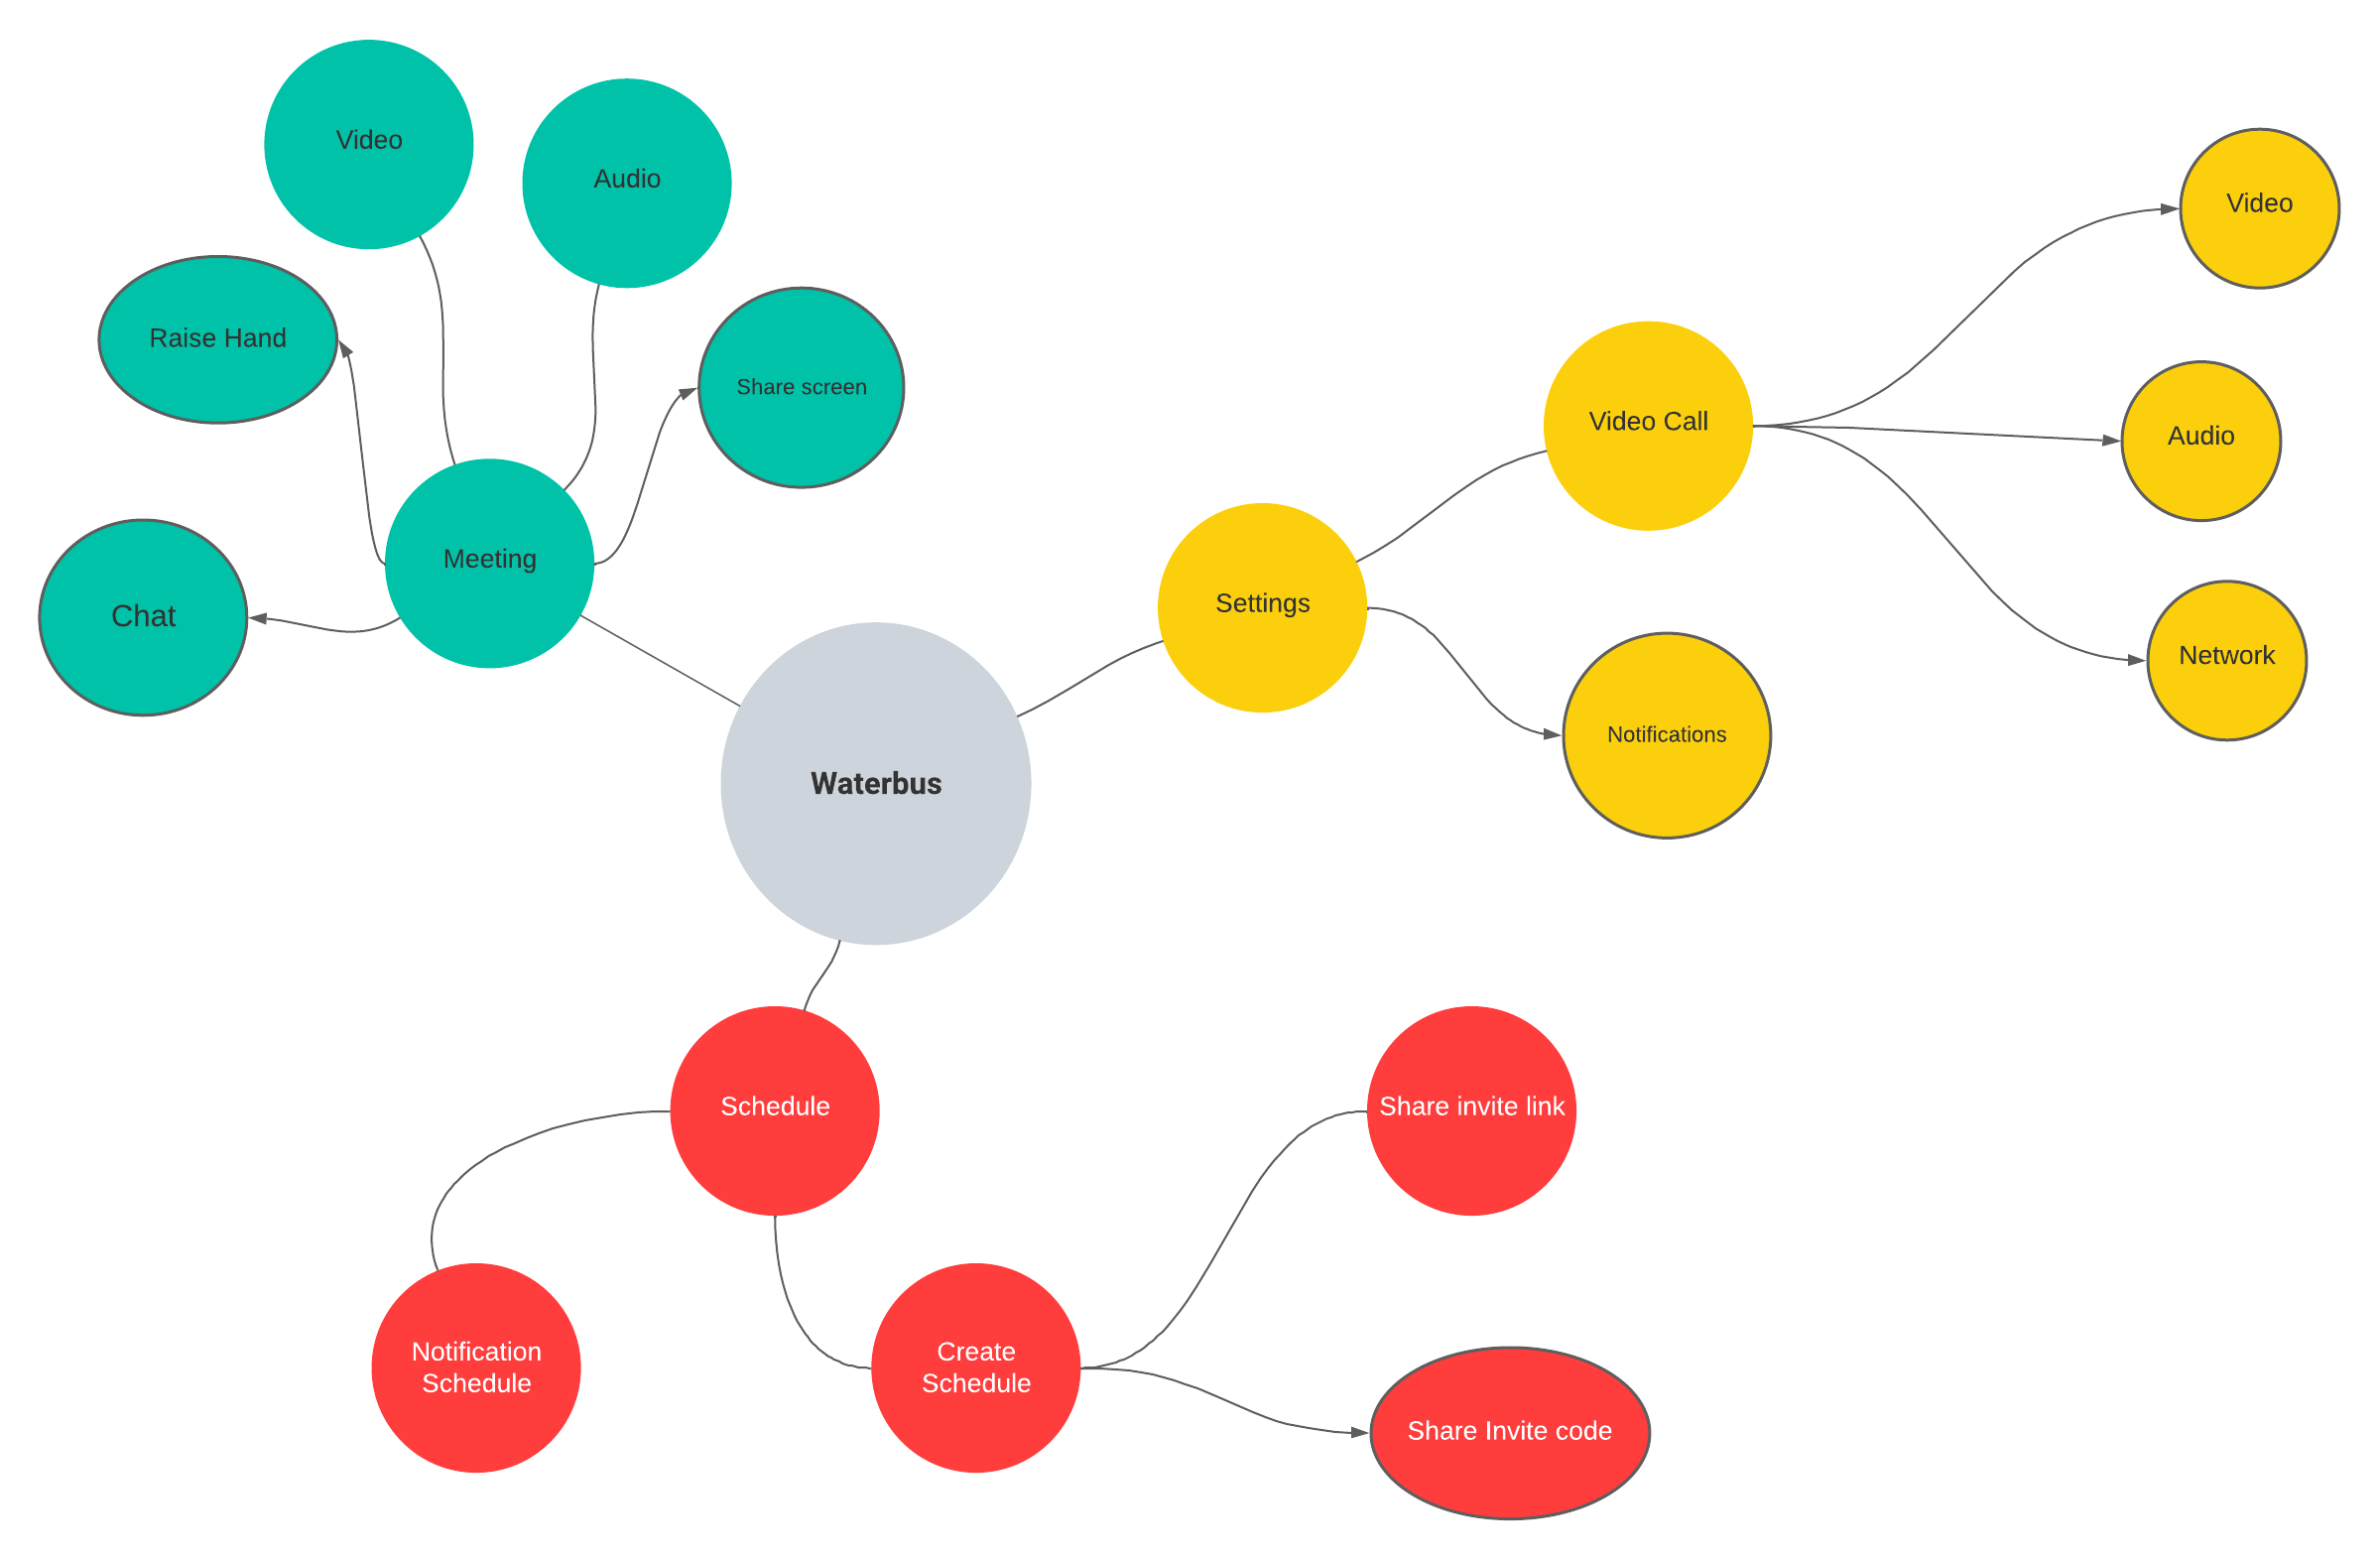 Video
Audio
Raise Hand
Share screen
Chat
Meeting
Waterbus
Settings
Video Call
Video
Audio
Network
Notifications
Schedule
Notification
Schedule
Create
Schedule
Share invite link
Share Invite code